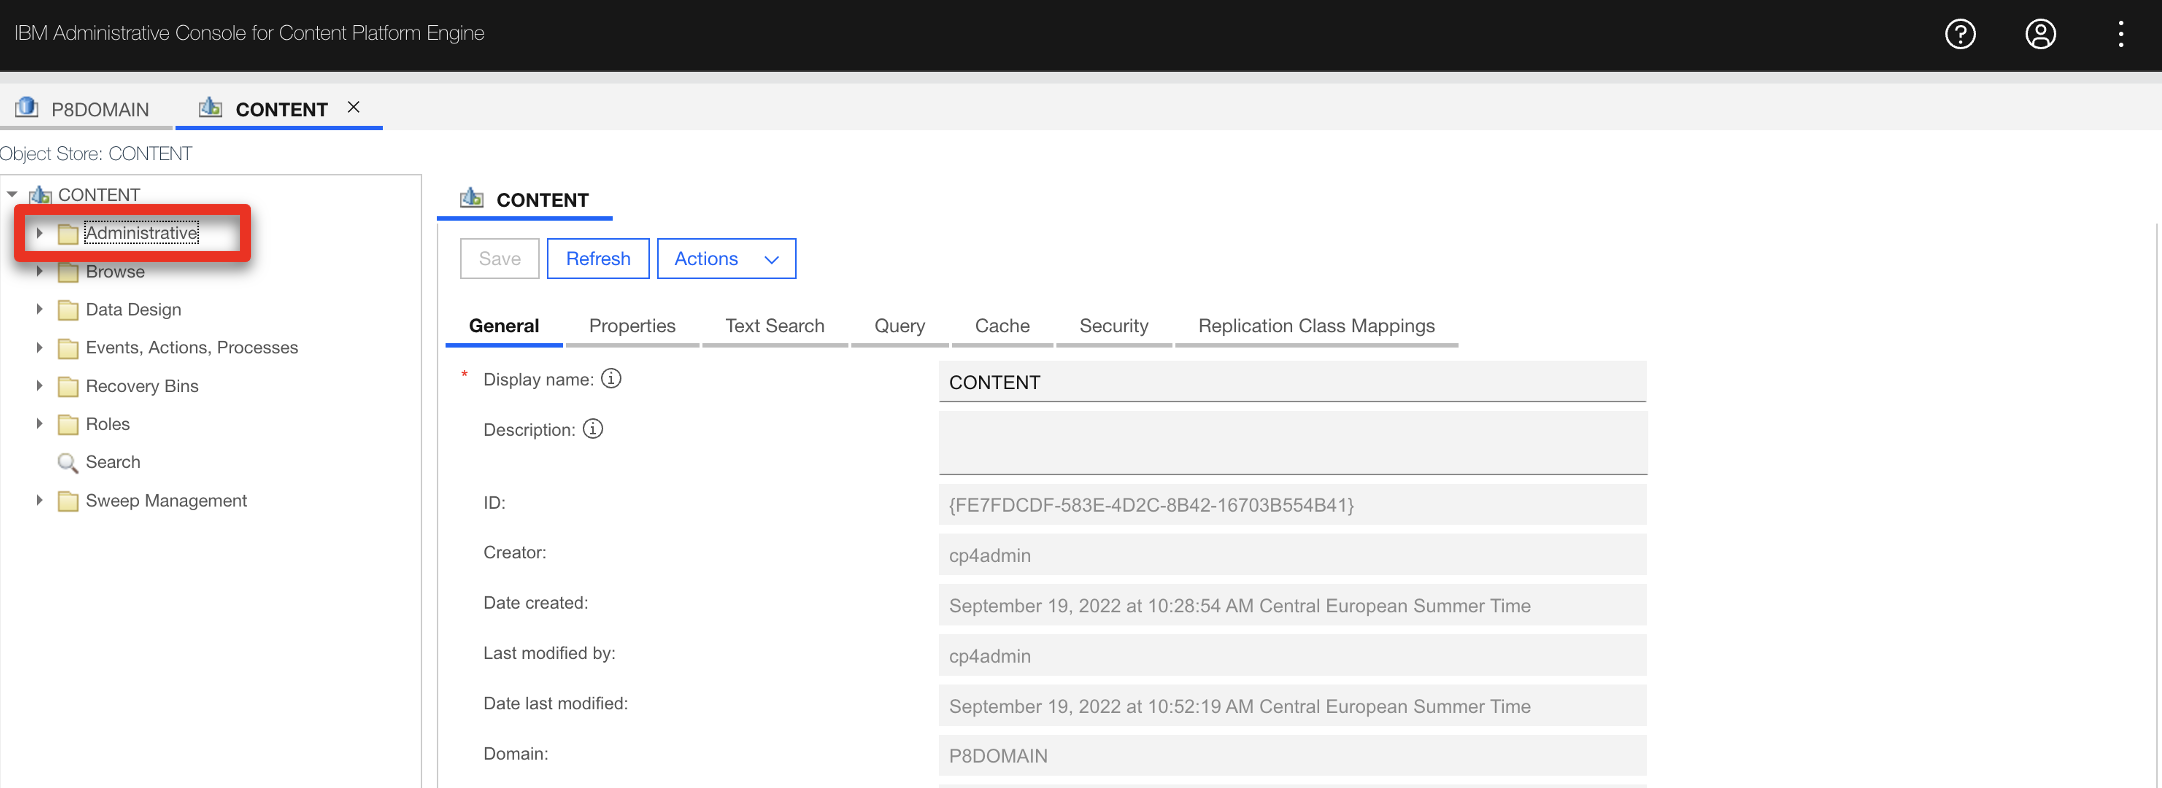 IBM Administrative Console for Content Platform Engine
P8DOMAIN
CONTENT
Object Store: CONTENT
CONTENT
Administrative
Browse
Data Design
Events, Actions, Processes
Recovery Bins
Roles
Search
Sweep Management
CONTENT
Save Refresh Actions
General Properties Text Search Query Cache Security Replication Class Mappings
* Display name: CONTENT
Description:
ID: {FE7FDCDF-583E-4D2C-8B42-16703B554B41}
Creator: cp4admin
Date created: September 19, 2022 at 10:28:54 AM Central European Summer Time
Last modified by: cp4admin
Date last modified: September 19, 2022 at 10:52:19 AM Central European Summer Time
Domain: P8DOMAIN